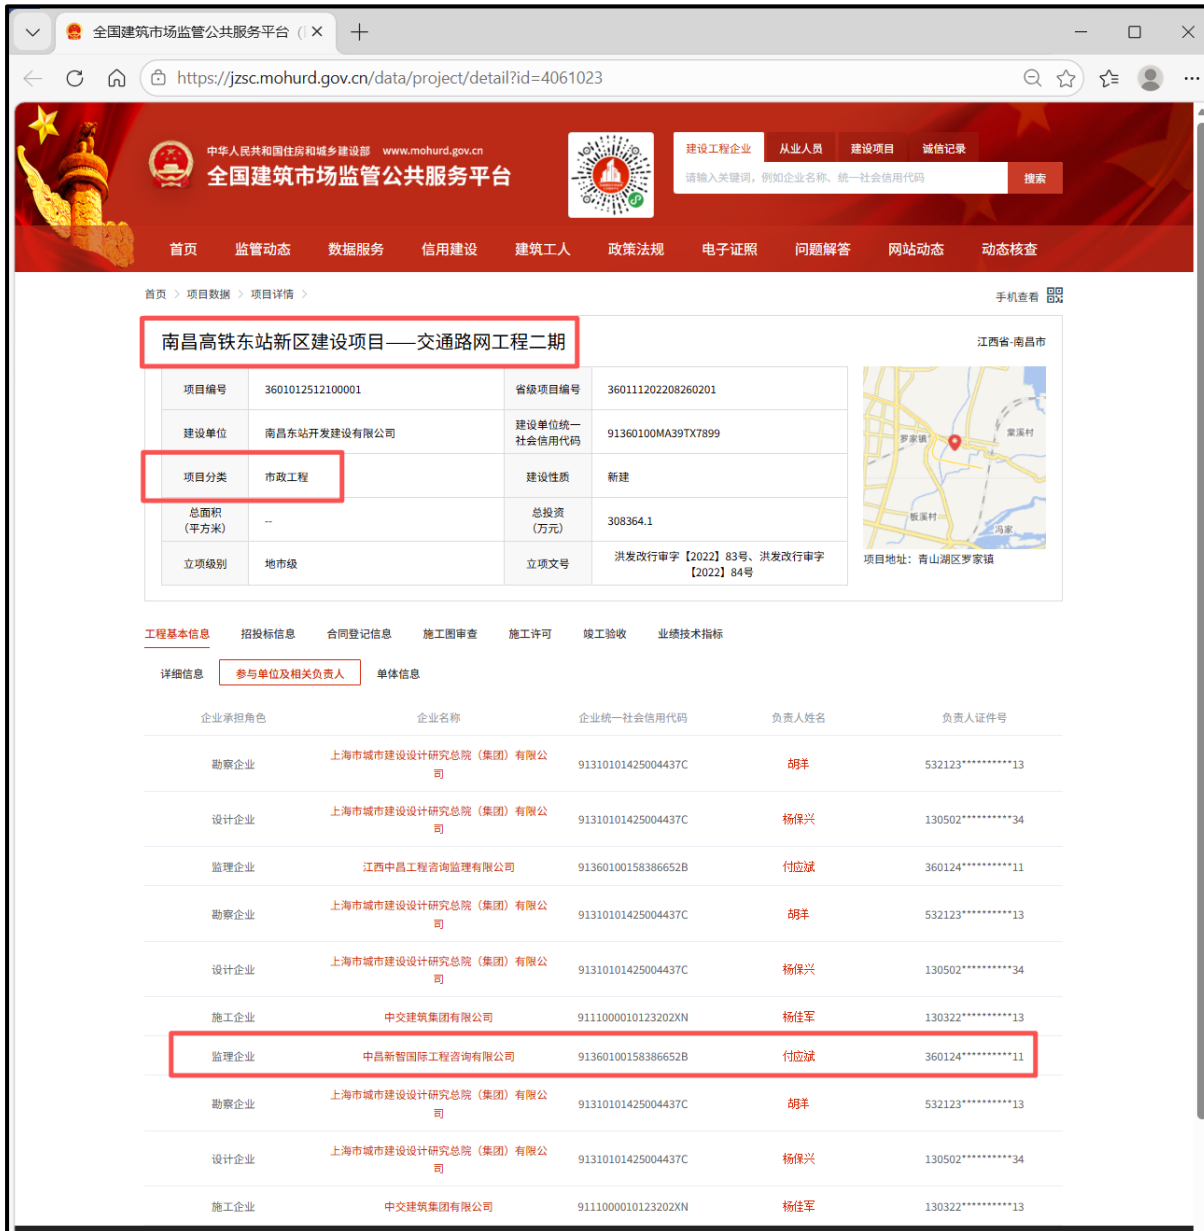 全国建筑市场监管公共服务平台 (
https://jzsc.mohurd.gov.cn/data/project/detail?id=4061023
中华人民共和国住房和城乡建设部 www.mohurd.gov.cn
全国建筑市场监管公共服务平台
建设工程企业 从业人员 建设项目 诚信记录
请输入关键词，例如企业名称、统一社会信用代码 搜索
首页 监管动态 数据服务 信用建设 建筑工人 政策法规 电子证照 问题解答 网站动态 动态核查
首页 > 项目数据 > 项目详情 >
手机查看
南昌高铁东站新区建设项目——交通路网工程二期
江西省-南昌市
项目编号 3601012512100001 省级项目编号 360111202208260201
建设单位 南昌东站开发建设有限公司 建设单位统一
社会信用代码 91360100MA39TX7899
项目分类 市政工程 建设性质 新建
总面积
(平方米) -- 总投资
(万元) 308364.1
立项级别 地市级 立项文号 洪发改行审字【2022】83号、洪发改行审字
【2022】84号
罗家镇
棠溪村
板溪村
冯家
项目地址：青山湖区罗家镇
工程基本信息 招投标信息 合同登记信息 施工图审查 施工许可 竣工验收 业绩技术指标
详细信息 参与单位及相关负责人 单体信息
企业承担角色 企业名称 企业统一社会信用代码 负责人姓名 负责人证件号
勘察企业 上海市城市建设设计研究总院（集团）有限公
司 91310101425004437C 胡羊 532123**********13
设计企业 上海市城市建设设计研究总院（集团）有限公
司 91310101425004437C 杨保兴 130502**********34
监理企业 江西中昌工程咨询监理有限公司 91360100158386652B 付应斌 360124**********11
勘察企业 上海市城市建设设计研究总院（集团）有限公
司 91310101425004437C 胡羊 532123**********13
设计企业 上海市城市建设设计研究总院（集团）有限公
司 91310101425004437C 杨保兴 130502**********34
施工企业 中交建筑集团有限公司 9111000010123202XN 杨佳军 130322**********13
监理企业 中昌新智国际工程咨询有限公司 91360100158386652B 付应斌 360124**********11
勘察企业 上海市城市建设设计研究总院（集团）有限公
司 91310101425004437C 胡羊 532123**********13
设计企业 上海市城市建设设计研究总院（集团）有限公
司 91310101425004437C 杨保兴 130502**********34
施工企业 中交建筑集团有限公司 9111000010123202XN 杨佳军 130322**********13